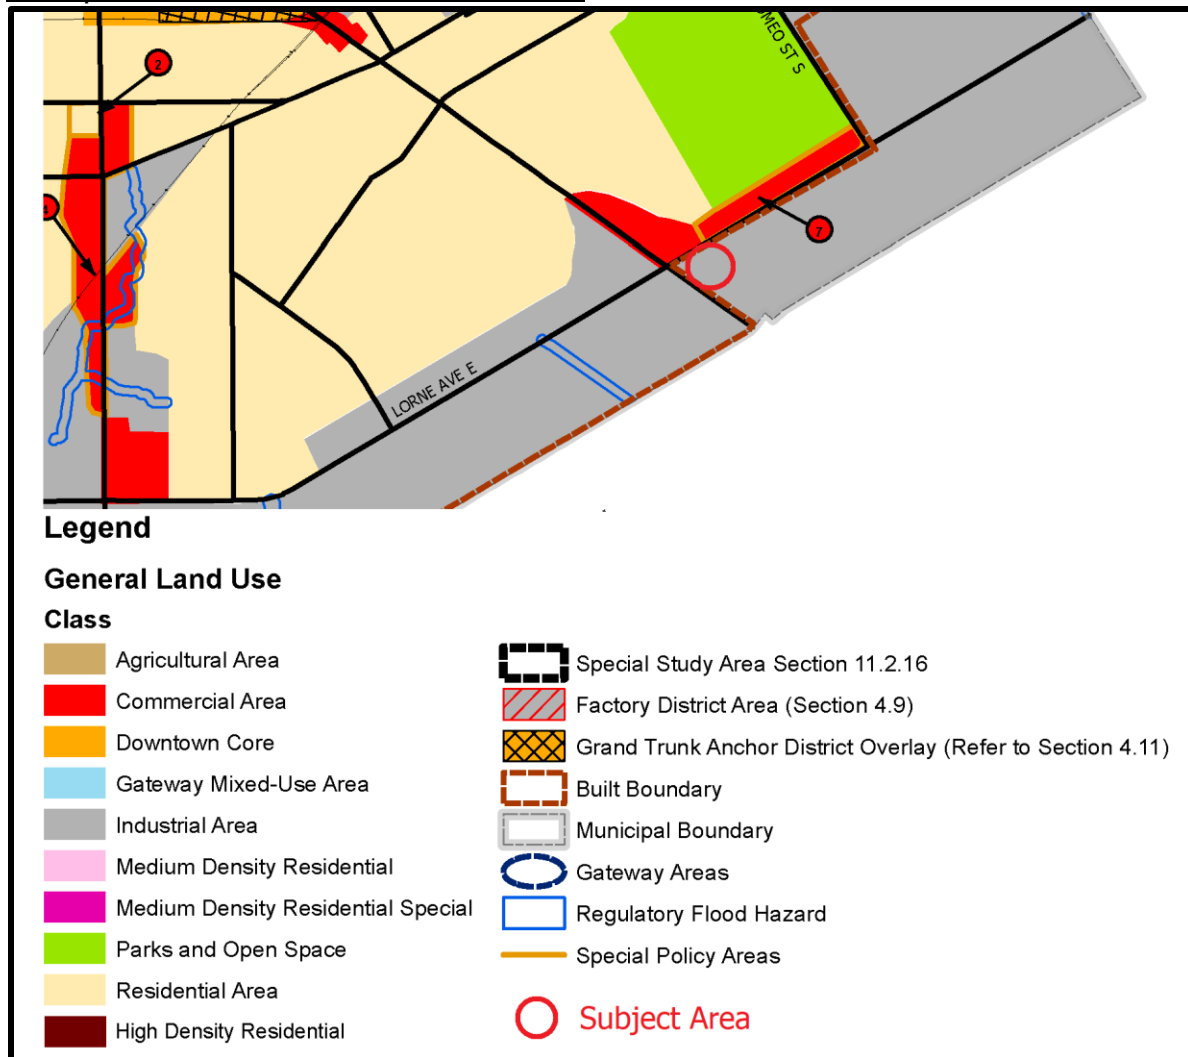 OMEO ST S
2
4
7
LORNE AVE E
Legend
General Land Use
Class
Agricultural Area
Commercial Area
Downtown Core
Gateway Mixed-Use Area
Industrial Area
Medium Density Residential
Medium Density Residential Special
Parks and Open Space
Residential Area
High Density Residential
Special Study Area Section 11.2.16
Factory District Area (Section 4.9)
Grand Trunk Anchor District Overlay (Refer to Section 4.11)
Built Boundary
Municipal Boundary
Gateway Areas
Regulatory Flood Hazard
Special Policy Areas
Subject Area